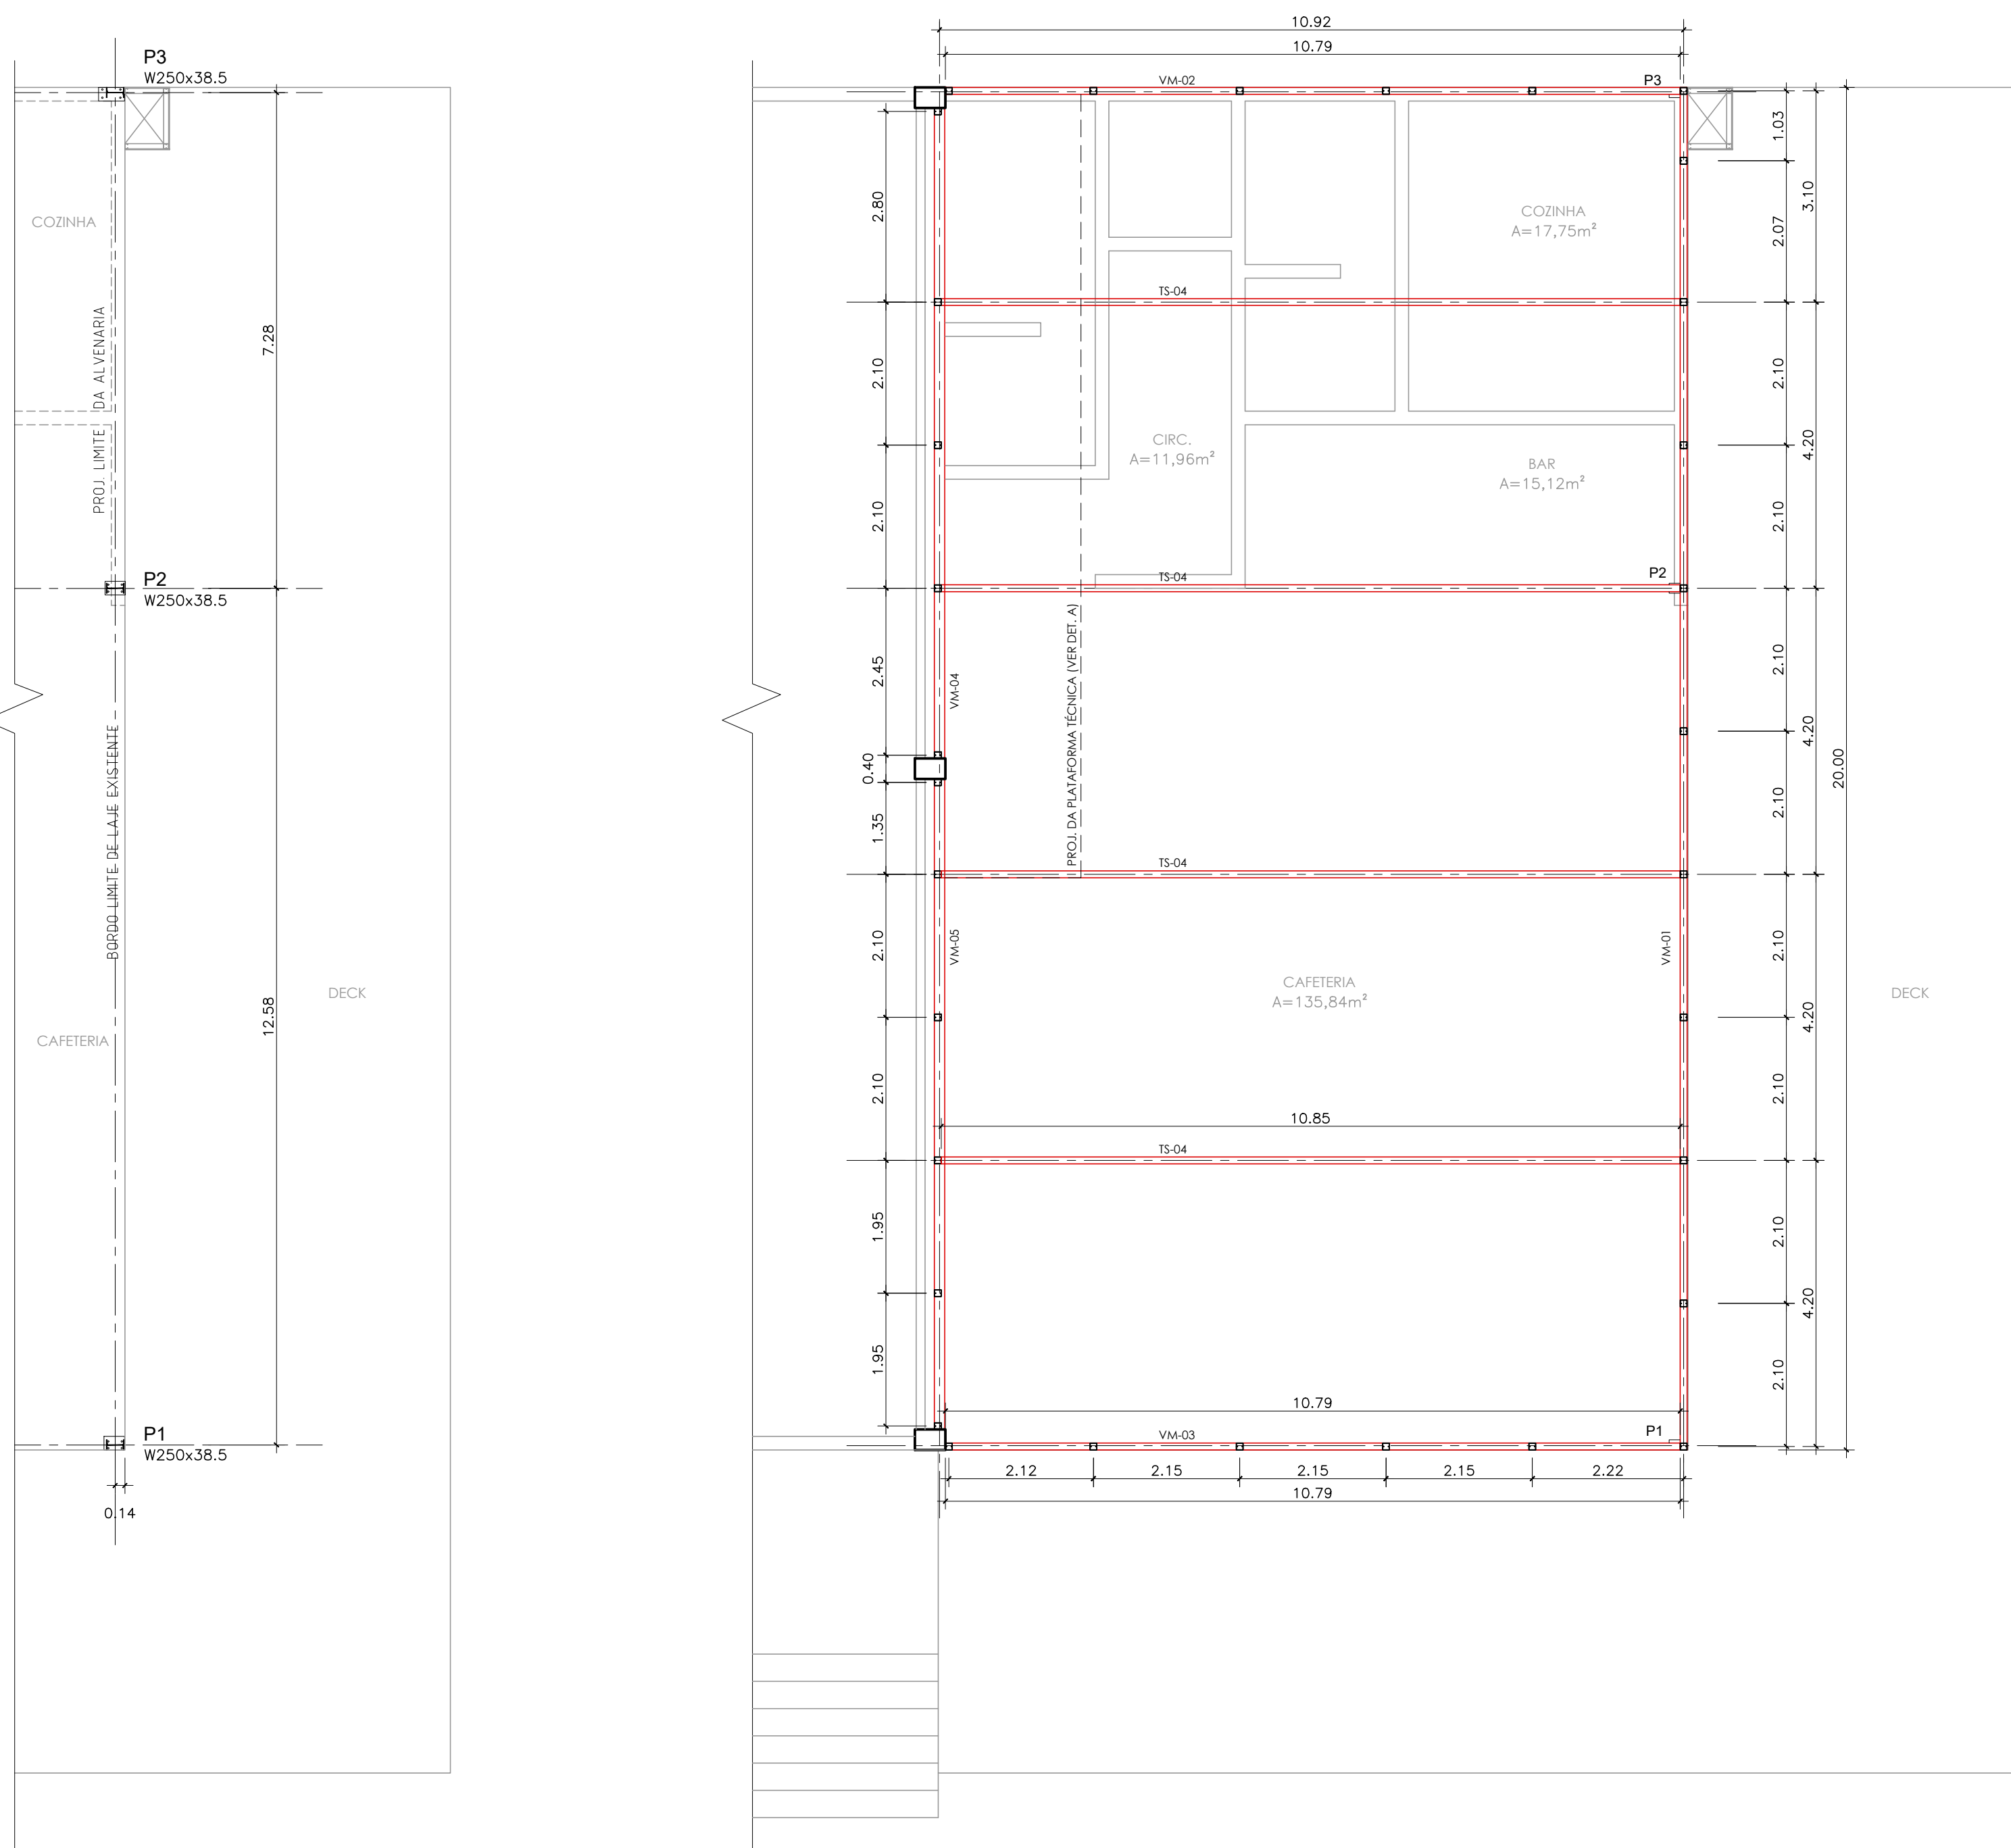 P3
W250x38.5
COZINHA
PROJ. LIMITE DA ALVENARIA
7.28
P2
W250x38.5
BORDO LIMITE DE LAJE EXISTENTE
12.58
DECK
CAFETERIA
P1
W250x38.5
0.14
10.92
10.79
VM-02
P3
1.03
3.10
2.80
2.07
COZINHA
A=17,75m²
TS-04
2.10
2.10
4.20
CIRC.
A=11,96m²
BAR
A=15,12m²
2.10
2.10
TS-04
P2
2.45
VM-04
PROJ. DA PLATAFORMA TÉCNICA (VER DET. A)
2.10
4.20
20.00
0.40
1.35
2.10
TS-04
2.10
VM-05
VM-01
2.10
4.20
CAFETERIA
A=135,84m²
DECK
2.10
2.10
10.85
TS-04
1.95
2.10
4.20
1.95
2.10
10.79
VM-03
P1
2.12
2.15
2.15
2.15
2.22
10.79